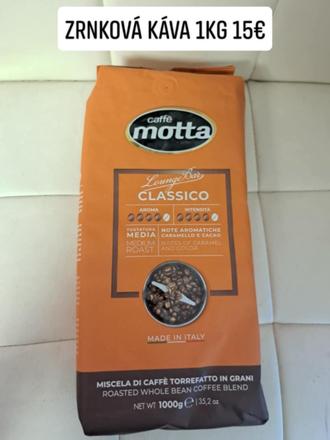 ZRNKOVÁ KÁVA 1KG 15€
caffè
motta
LoungeBar
CLASSICO
AROMA
INTENSITÀ
TOSTATURA
MEDIA
MEDIUM
ROAST
NOTE AROMATICHE
CARAMELLO E CACAO
NOTES OF CARAMEL
AND COCOA
MADE IN ITALY
MISCELA DI CAFFÈ TORREFATTO IN GRANI
ROASTED WHOLE BEAN COFFEE BLEND
NET WT 1000g e 35,2 oz